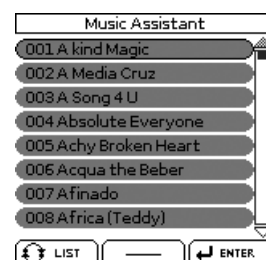 Music Assistant
001 A kind Magic
002 A Media Cruz
003 A Song 4 U
004 Absolute Everyone
005 Achy Broken Heart
006 Acqua the Beber
007 Afinado
008 Africa (Teddy)
LIST ENTER